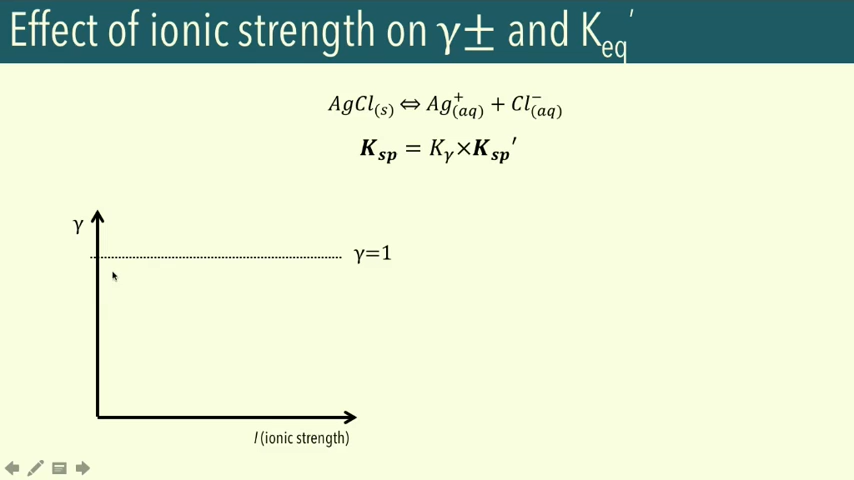 Effect of ionic strength on γ± and Keq′
AgCl(s) ⇔ Ag⁺(aq) + Cl⁻(aq)
Ksp = Kγ×Ksp′
γ
γ=1
I (ionic strength)